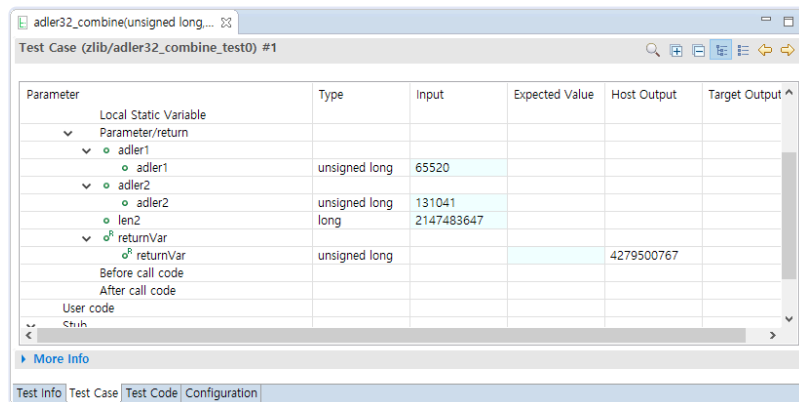 adler32_combine(unsigned long,...
Test Case (zlib/adler32_combine_test0) #1
Parameter Type Input Expected Value Host Output Target Output
Local Static Variable
Parameter/return
adler1
adler1 unsigned long 65520
adler2
adler2 unsigned long 131041
len2 long 2147483647
R returnVar
R returnVar unsigned long 4279500767
Before call code
After call code
User code
Stub
More Info
Test Info Test Case Test Code Configuration